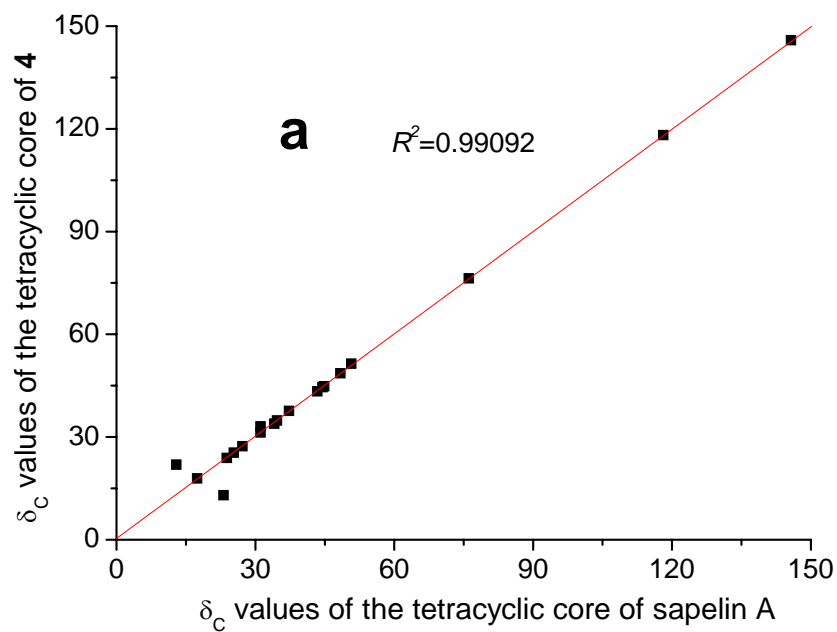 150
120
90
60
30
0
δC values of the tetracyclic core of 4
a
R²=0.99092
0 30 60 90 120 150
δC values of the tetracyclic core of sapelin A